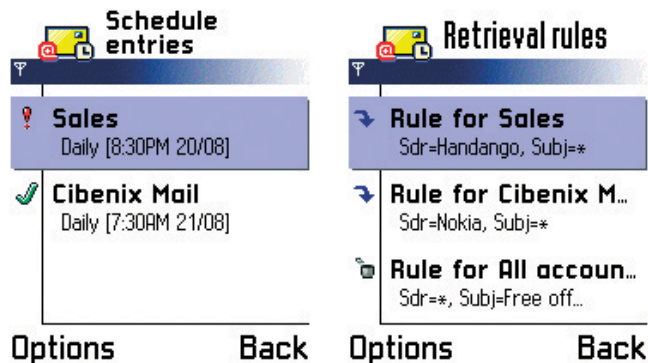 Schedule
entries
Sales
Daily [8:30PM 20/08]
Cibenix Mail
Daily [7:30AM 21/08]
Options Back
Retrieval rules
Rule for Sales
Sdr=Handango, Subj=*
Rule for Cibenix M...
Sdr=Nokia, Subj=*
Rule for All accoun...
Sdr=*, Subj=Free off...
Options Back